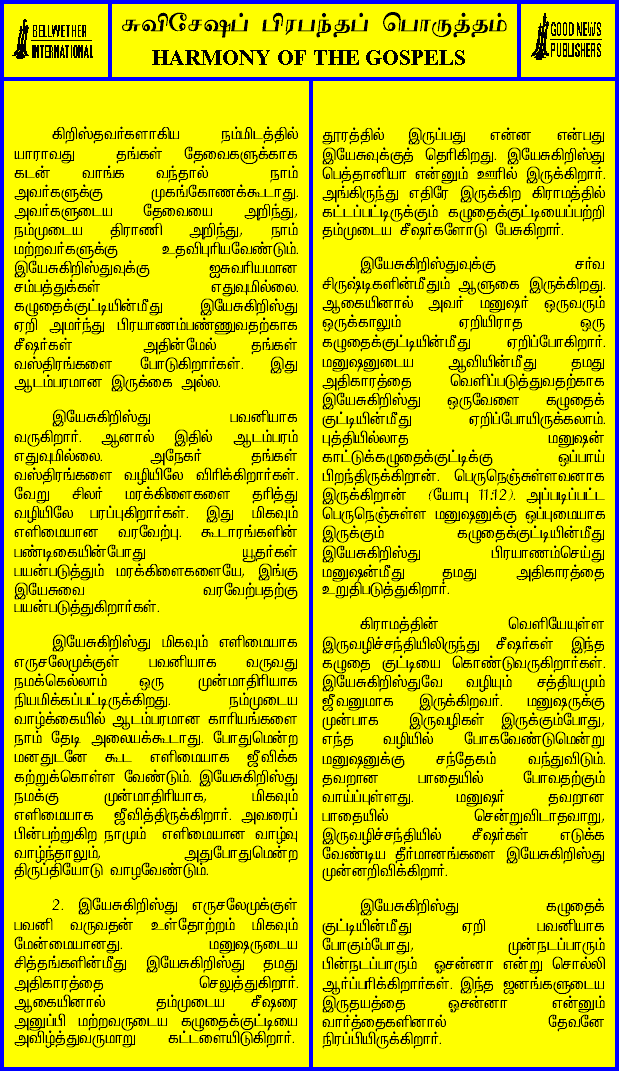 BELLWETHER
INTERNATIONAL
சுவிசேஷப் பிரபந்தப் பொருத்தம்
HARMONY OF THE GOSPELS
GOOD NEWS
PUBLISHERS
கிறிஸ்தவர்களாகிய நம்மிடத்தில்
யாராவது தங்கள் தேவைகளுக்காக
கடன் வாங்க வந்தால் நாம்
அவர்களுக்கு முகங்கோணக்கூடாது.
அவர்களுடைய தேவையை அறிந்து,
நம்முடைய திராணி அறிந்து, நாம்
மற்றவர்களுக்கு உதவிபுரியவேண்டும்.
இயேசுகிறிஸ்துவுக்கு ஐசுவரியமான
சம்பத்துக்கள் எதுவுமில்லை.
கழுதைக்குட்டியின்மீது இயேசுகிறிஸ்து
ஏறி அமர்ந்து பிரயாணம்பண்ணுவதற்காக
சீஷர்கள் அதின்மேல் தங்கள்
வஸ்திரங்களை போடுகிறார்கள். இது
ஆடம்பரமான இருக்கை அல்ல.
இயேசுகிறிஸ்து பவனியாக
வருகிறார். ஆனால் இதில் ஆடம்பரம்
எதுவுமில்லை. அநேகர் தங்கள்
வஸ்திரங்களை வழியிலே விரிக்கிறார்கள்.
வேறு சிலர் மரக்கிளைகளை தரித்து
வழியிலே பரப்புகிறார்கள். இது மிகவும்
எளிமையான வரவேற்பு. கூடாரங்களின்
பண்டிகையின்போது யூதர்கள்
பயன்படுத்தும் மரக்கிளைகளையே, இங்கு
இயேசுவை வரவேற்பதற்கு
பயன்படுத்துகிறார்கள்.
இயேசுகிறிஸ்து மிகவும் எளிமையாக
எருசலேமுக்குள் பவனியாக வருவது
நமக்கெல்லாம் ஒரு முன்மாதிரியாக
நியமிக்கப்பட்டிருக்கிறது. நம்முடைய
வாழ்க்கையில் ஆடம்பரமான காரியங்களை
நாம் தேடி அலையக்கூடாது. போதுமென்ற
மனதுடனே கூட எளிமையாக ஜீவிக்க
கற்றுக்கொள்ள வேண்டும். இயேசுகிறிஸ்து
நமக்கு முன்மாதிரியாக, மிகவும்
எளிமையாக ஜீவித்திருக்கிறார். அவரைப்
பின்பற்றுகிற நாமும் எளிமையான வாழ்வு
வாழ்ந்தாலும், அதுபோதுமென்ற
திருப்தியோடு வாழவேண்டும்.
2. இயேசுகிறிஸ்து எருசலேமுக்குள்
பவனி வருவதன் உள்தோற்றம் மிகவும்
மேன்மையானது. மனுஷருடைய
சித்தங்களின்மீது இயேசுகிறிஸ்து தமது
அதிகாரத்தை செலுத்துகிறார்.
ஆகையினால் தம்முடைய சீஷரை
அனுப்பி மற்றவருடைய கழுதைக்குட்டியை
அவிழ்த்துவருமாறு கட்டளையிடுகிறார்.
தூரத்தில் இருப்பது என்ன என்பது
இயேசுவுக்குத் தெரிகிறது. இயேசுகிறிஸ்து
பெத்தானியா என்னும் ஊரில் இருக்கிறார்.
அங்கிருந்து எதிரே இருக்கிற கிராமத்தில்
கட்டப்பட்டிருக்கும் கழுதைக்குட்டியைப்பற்றி
தம்முடைய சீஷர்களோடு பேசுகிறார்.
இயேசுகிறிஸ்துவுக்கு சர்வ
சிருஷ்டிகளின்மீதும் ஆளுகை இருக்கிறது.
ஆகையினால் அவர் மனுஷர் ஒருவரும்
ஒருக்காலும் ஏறியிராத ஒரு
கழுதைக்குட்டியின்மீது ஏறிப்போகிறார்.
மனுஷனுடைய ஆவியின்மீது தமது
அதிகாரத்தை வெளிப்படுத்துவதற்காக
இயேசுகிறிஸ்து ஒருவேளை கழுதைக்
குட்டியின்மீது ஏறிப்போயிருக்கலாம்.
புத்தியில்லாத மனுஷன்
காட்டுக்கழுதைக்குட்டிக்கு ஒப்பாய்
பிறந்திருக்கிறான். பெருநெஞ்சுள்ளவனாக
இருக்கிறான் (யோபு 11:12). அப்படிப்பட்ட
பெருநெஞ்சுள்ள மனுஷனுக்கு ஒப்புமையாக
இருக்கும் கழுதைக்குட்டியின்மீது
இயேசுகிறிஸ்து பிரயாணம்செய்து
மனுஷன்மீது தமது அதிகாரத்தை
உறுதிபடுத்துகிறார்.
கிராமத்தின் வெளியேயுள்ள
இருவழிச்சந்தியிலிருந்து சீஷர்கள் இந்த
கழுதை குட்டியை கொண்டுவருகிறார்கள்.
இயேசுகிறிஸ்துவே வழியும் சத்தியமும்
ஜீவனுமாக இருக்கிறவர். மனுஷருக்கு
முன்பாக இருவழிகள் இருக்கும்போது,
எந்த வழியில் போகவேண்டுமென்று
மனுஷனுக்கு சந்தேகம் வந்துவிடும்.
தவறான பாதையில் போவதற்கும்
வாய்ப்புள்ளது. மனுஷர் தவறான
பாதையில் சென்றுவிடாதவாறு,
இருவழிச்சந்தியில் சீஷர்கள் எடுக்க
வேண்டிய தீர்மானங்களை இயேசுகிறிஸ்து
முன்னறிவிக்கிறார்.
இயேசுகிறிஸ்து கழுதைக்
குட்டியின்மீது ஏறி பவனியாக
போகும்போது, முன்நடப்பாரும்
பின்நடப்பாரும் ஓசன்னா என்று சொல்லி
ஆர்ப்பரிக்கிறார்கள். இந்த ஜனங்களுடைய
இருதயத்தை ஓசன்னா என்னும்
வார்த்தைகளினால் தேவனே
நிரப்பியிருக்கிறார்.